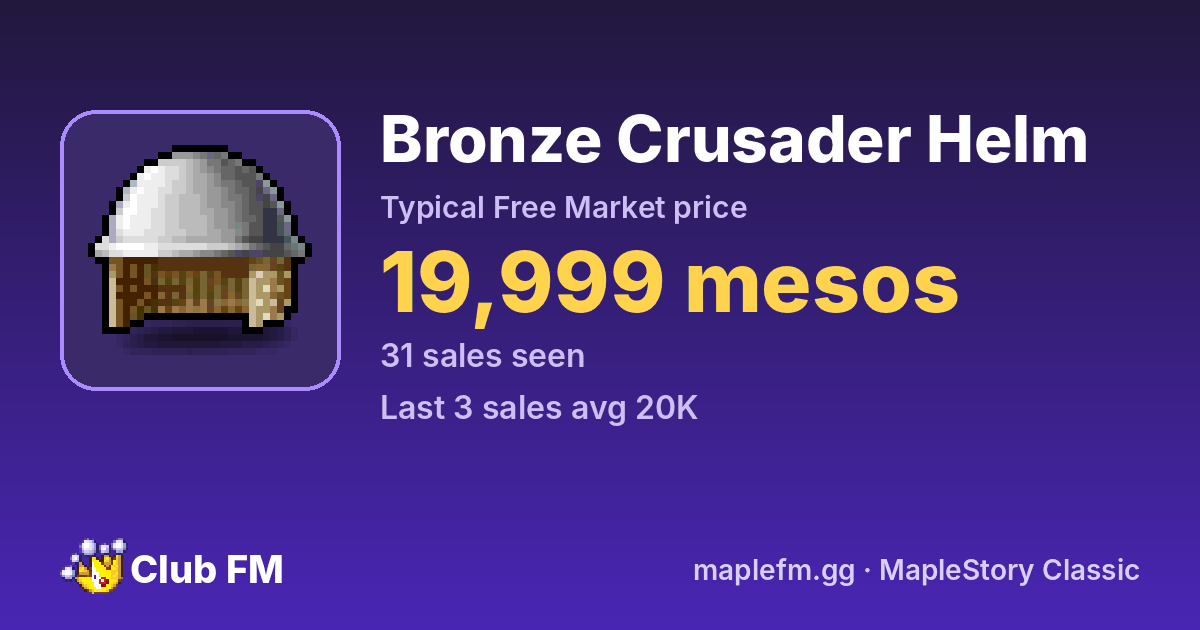 Bronze Crusader Helm
Typical Free Market price
19,999 mesos
31 sales seen
Last 3 sales avg 20K
Club FM
maplefm.gg · MapleStory Classic